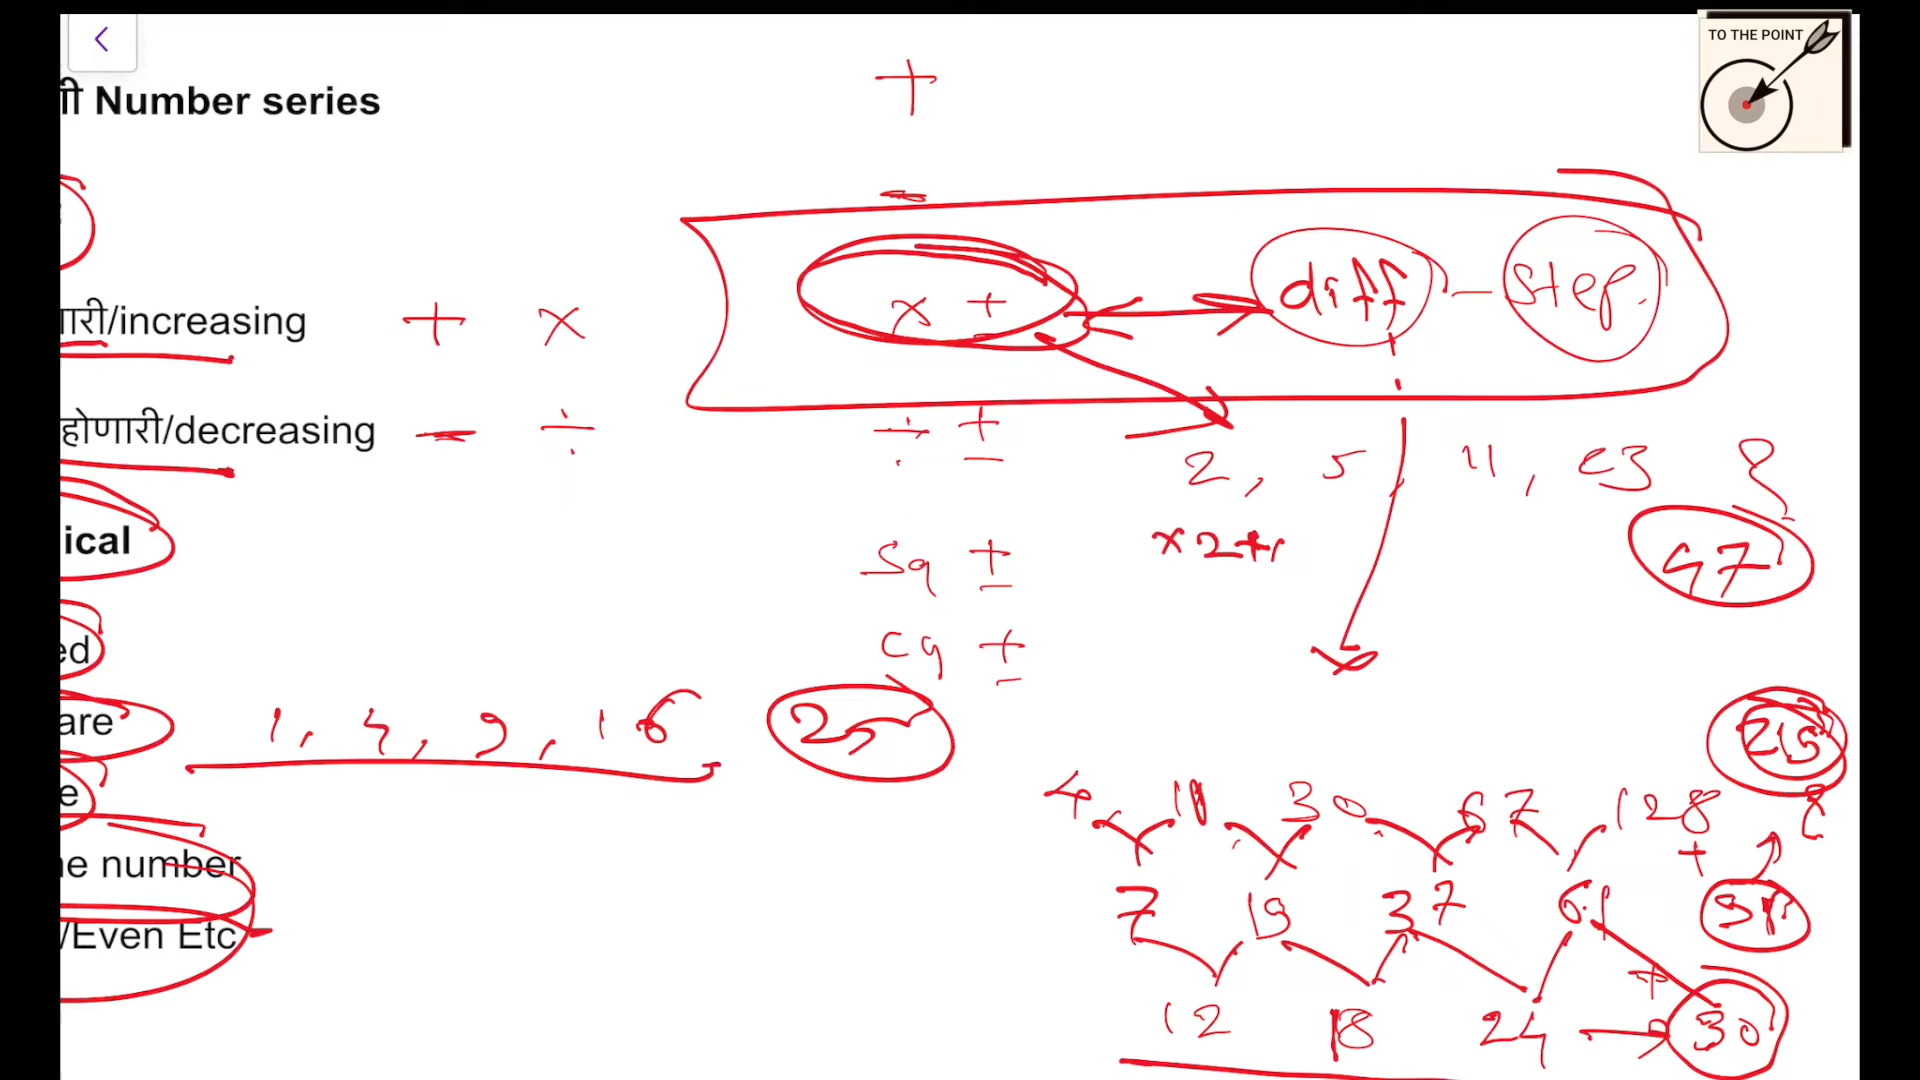 TO THE POINT
नी Number series
+
-
x ±
diff - Step.
णारी/increasing + x
होणारी/decreasing - ÷
÷ ±
2, 5, 11, 23 ?
ical
Sq ±
x2+1
47
ed
cq ±
are
1, 4, 9, 16 25
215
e
4 11 30 67 128 ?
ne number
+
7 19 37 61 91
/Even Etc
+
12 18 24 30